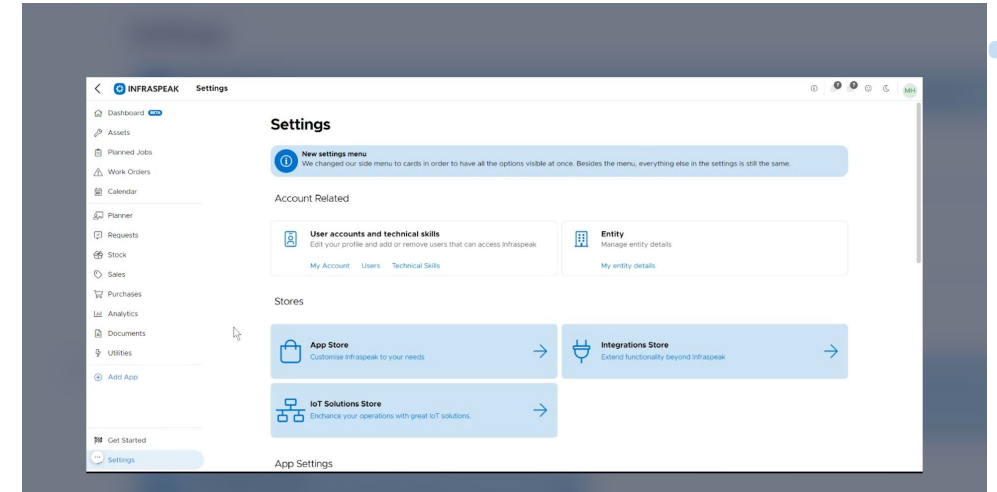 INFRASPEAK Settings
MH
Dashboard BETA
Assets
Planned Jobs
Work Orders
Calendar
Planner
Requests
Stock
Sales
Purchases
Analytics
Documents
Utilities
Add App
Get Started
Settings
Settings
New settings menu
We changed our side menu to cards in order to have all the options visible at once. Besides the menu, everything else in the settings is still the same.
Account Related
User accounts and technical skills
Edit your profile and add or remove users that can access Infraspeak
My Account Users Technical Skills
Entity
Manage entity details
My entity details
Stores
App Store
Customise Infraspeak to your needs
Integrations Store
Extend functionality beyond Infraspeak
IoT Solutions Store
Enchance your operations with great IoT solutions.
App Settings